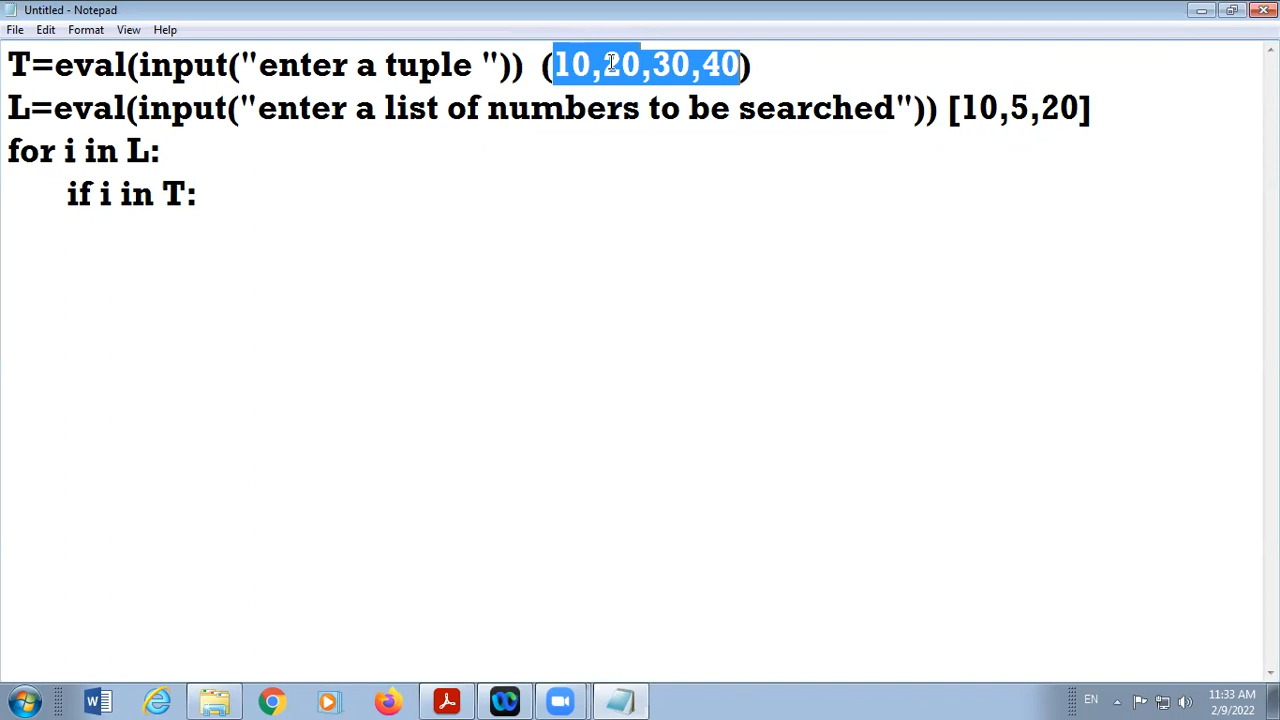 Untitled - Notepad
File Edit Format View Help
T=eval(input("enter a tuple ")) (10,20,30,40)
L=eval(input("enter a list of numbers to be searched")) [10,5,20]
for i in L:
if i in T:
EN
11:33 AM
2/9/2022